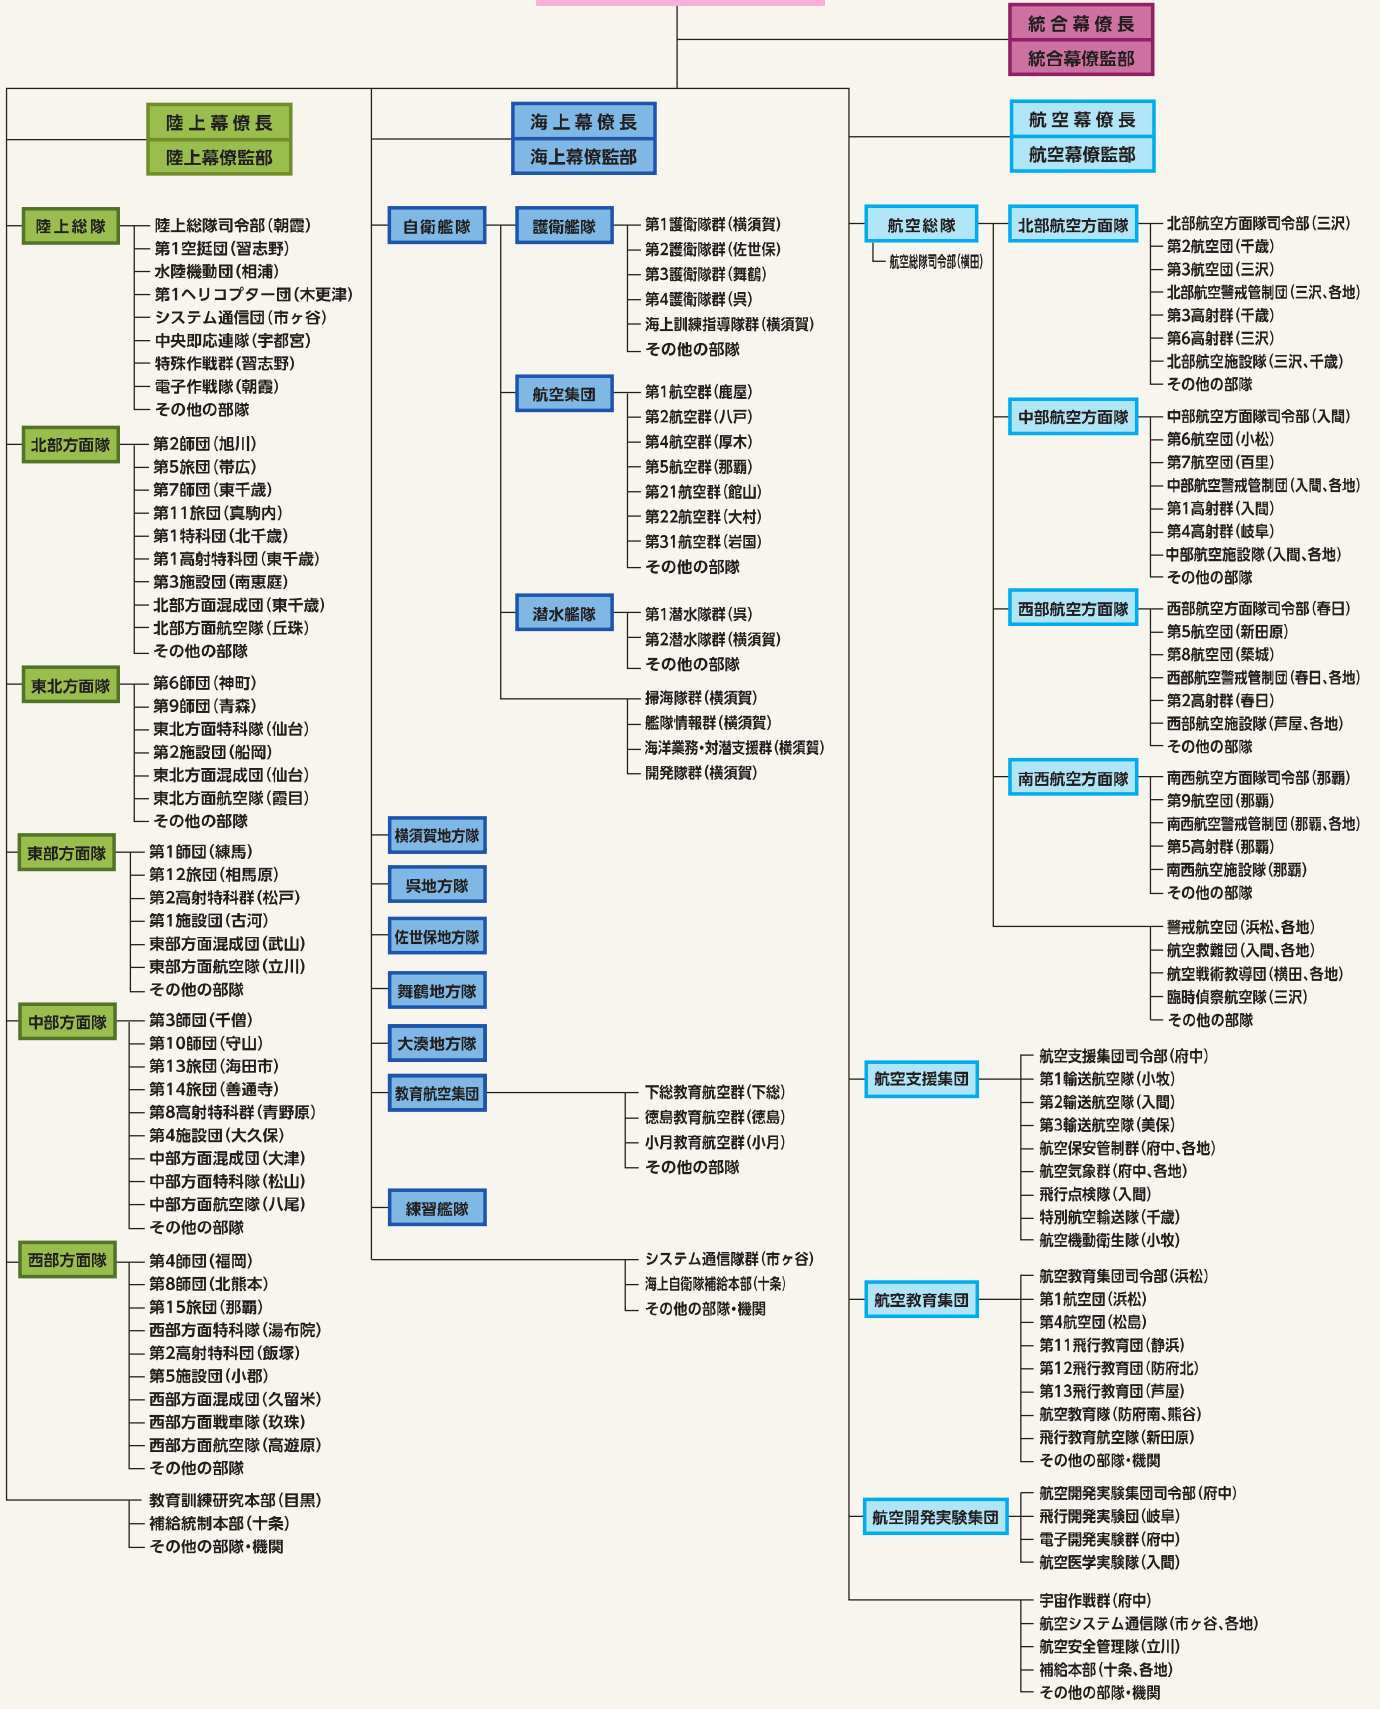 統合幕僚長
統合幕僚監部
陸上幕僚長
陸上幕僚監部
陸上総隊
陸上総隊司令部(朝霞)
第1空挺団(習志野)
水陸機動団(相浦)
第1ヘリコプター団(木更津)
システム通信団(市ヶ谷)
中央即応連隊(宇都宮)
特殊作戦群(習志野)
電子作戦隊(朝霞)
その他の部隊
北部方面隊
第2師団(旭川)
第5旅団(帯広)
第7師団(東千歳)
第11旅団(真駒内)
第1特科団(北千歳)
第1高射特科団(東千歳)
第3施設団(南恵庭)
北部方面混成団(東千歳)
北部方面航空隊(丘珠)
その他の部隊
東北方面隊
第6師団(神町)
第9師団(青森)
東北方面特科隊(仙台)
第2施設団(船岡)
東北方面混成団(仙台)
東北方面航空隊(霞目)
その他の部隊
東部方面隊
第1師団(練馬)
第12旅団(相馬原)
第2高射特科群(松戸)
第1施設団(古河)
東部方面混成団(武山)
東部方面航空隊(立川)
その他の部隊
中部方面隊
第3師団(千僧)
第10師団(守山)
第13旅団(海田市)
第14旅団(善通寺)
第8高射特科群(青野原)
第4施設団(大久保)
中部方面混成団(大津)
中部方面特科隊(松山)
中部方面航空隊(八尾)
その他の部隊
西部方面隊
第4師団(福岡)
第8師団(北熊本)
第15旅団(那覇)
西部方面特科隊(湯布院)
第2高射特科団(飯塚)
第5施設団(小郡)
西部方面混成団(久留米)
西部方面戦車隊(玖珠)
西部方面航空隊(高遊原)
その他の部隊
教育訓練研究本部(目黒)
補給統制本部(十条)
その他の部隊・機関
海上幕僚長
海上幕僚監部
自衛艦隊
護衛艦隊
第1護衛隊群(横須賀)
第2護衛隊群(佐世保)
第3護衛隊群(舞鶴)
第4護衛隊群(呉)
海上訓練指導隊群(横須賀)
その他の部隊
航空集団
第1航空群(鹿屋)
第2航空群(八戸)
第4航空群(厚木)
第5航空群(那覇)
第21航空群(館山)
第22航空群(大村)
第31航空群(岩国)
その他の部隊
潜水艦隊
第1潜水隊群(呉)
第2潜水隊群(横須賀)
その他の部隊
掃海隊群(横須賀)
艦隊情報群(横須賀)
海洋業務・対潜支援群(横須賀)
開発隊群(横須賀)
横須賀地方隊
呉地方隊
佐世保地方隊
舞鶴地方隊
大湊地方隊
教育航空集団
下総教育航空群(下総)
徳島教育航空群(徳島)
小月教育航空群(小月)
その他の部隊
練習艦隊
システム通信隊群(市ヶ谷)
海上自衛隊補給本部(十条)
その他の部隊・機関
航空幕僚長
航空幕僚監部
航空総隊
航空総隊司令部(横田)
北部航空方面隊
北部航空方面隊司令部(三沢)
第2航空団(千歳)
第3航空団(三沢)
北部航空警戒管制団(三沢、各地)
第3高射群(千歳)
第6高射群(三沢)
北部航空施設隊(三沢、千歳)
その他の部隊
中部航空方面隊
中部航空方面隊司令部(入間)
第6航空団(小松)
第7航空団(百里)
中部航空警戒管制団(入間、各地)
第1高射群(入間)
第4高射群(岐阜)
中部航空施設隊(入間、各地)
その他の部隊
西部航空方面隊
西部航空方面隊司令部(春日)
第5航空団(新田原)
第8航空団(築城)
西部航空警戒管制団(春日、各地)
第2高射群(春日)
西部航空施設隊(芦屋、各地)
その他の部隊
南西航空方面隊
南西航空方面隊司令部(那覇)
第9航空団(那覇)
南西航空警戒管制団(那覇、各地)
第5高射群(那覇)
南西航空施設隊(那覇)
その他の部隊
警戒航空団(浜松、各地)
航空救難団(入間、各地)
航空戦術教導団(横田、各地)
臨時偵察航空隊(三沢)
その他の部隊
航空支援集団
航空支援集団司令部(府中)
第1輸送航空隊(小牧)
第2輸送航空隊(入間)
第3輸送航空隊(美保)
航空保安管制群(府中、各地)
航空気象群(府中、各地)
飛行点検隊(入間)
特別航空輸送隊(千歳)
航空機動衛生隊(小牧)
航空教育集団
航空教育集団司令部(浜松)
第1航空団(浜松)
第4航空団(松島)
第11飛行教育団(静浜)
第12飛行教育団(防府北)
第13飛行教育団(芦屋)
航空教育隊(防府南、熊谷)
飛行教育航空隊(新田原)
その他の部隊・機関
航空開発実験集団
航空開発実験集団司令部(府中)
飛行開発実験団(岐阜)
電子開発実験群(府中)
航空医学実験隊(入間)
宇宙作戦群(府中)
航空システム通信隊(市ヶ谷、各地)
航空安全管理隊(立川)
補給本部(十条、各地)
その他の部隊・機関